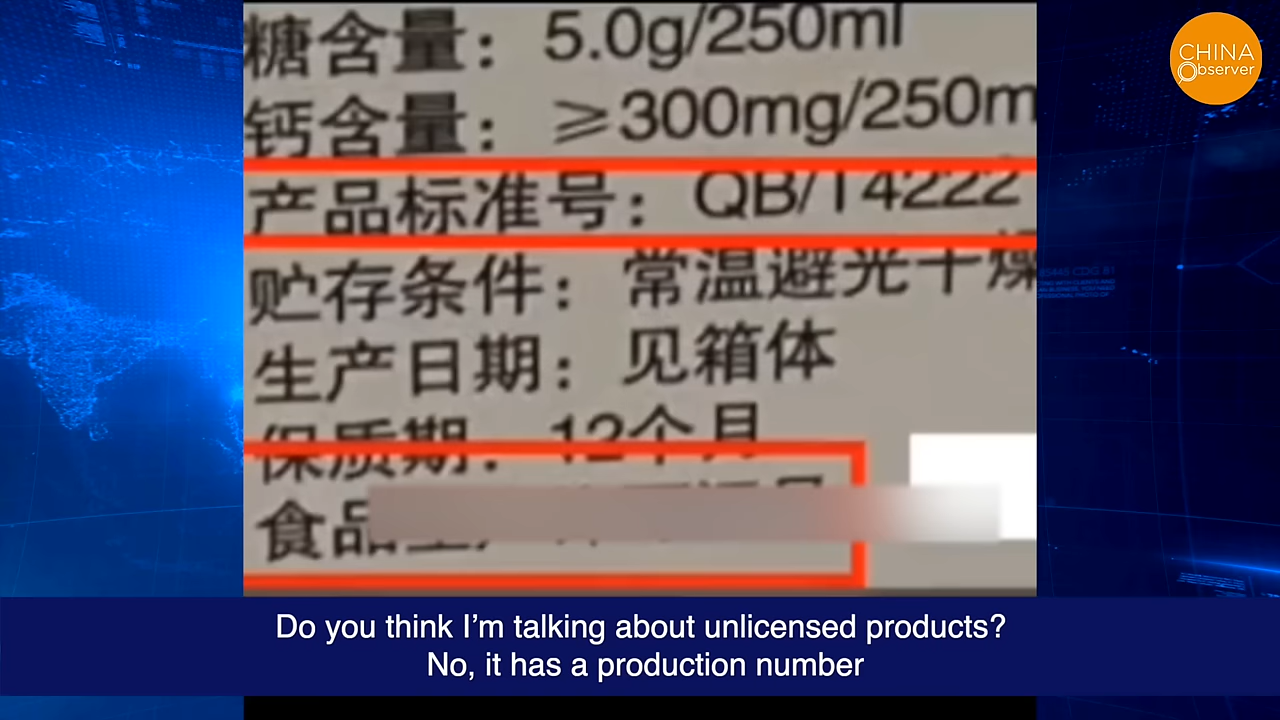 糖含量：5.0g/250ml
钙含量：≥300mg/250m
产品标准号：QB/T4222
贮存条件：常温避光干燥
生产日期：见箱体
保质期：12个月
食品
CHINA
Observer
Do you think I'm talking about unlicensed products?
No, it has a production number